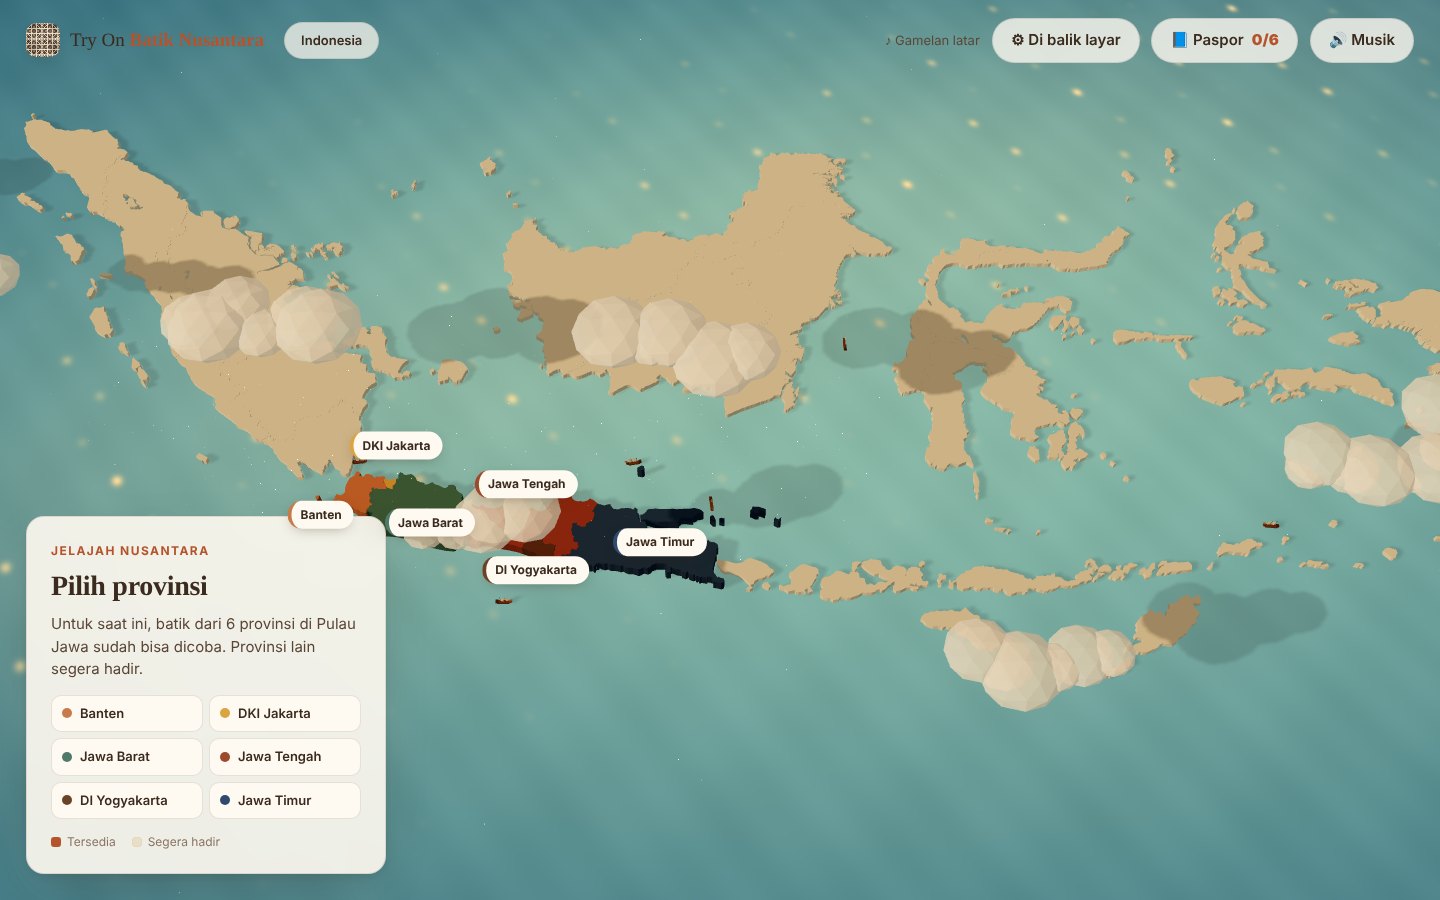 Try On Batik Nusantara
Indonesia
♪ Gamelan latar
⚙ Di balik layar
Paspor 0/6
Musik
DKI Jakarta
Jawa Tengah
Banten
Jawa Barat
Jawa Timur
DI Yogyakarta
JELAJAH NUSANTARA
Pilih provinsi
Untuk saat ini, batik dari 6 provinsi di Pulau
Jawa sudah bisa dicoba. Provinsi lain
segera hadir.
Banten
DKI Jakarta
Jawa Barat
Jawa Tengah
DI Yogyakarta
Jawa Timur
Tersedia
Segera hadir